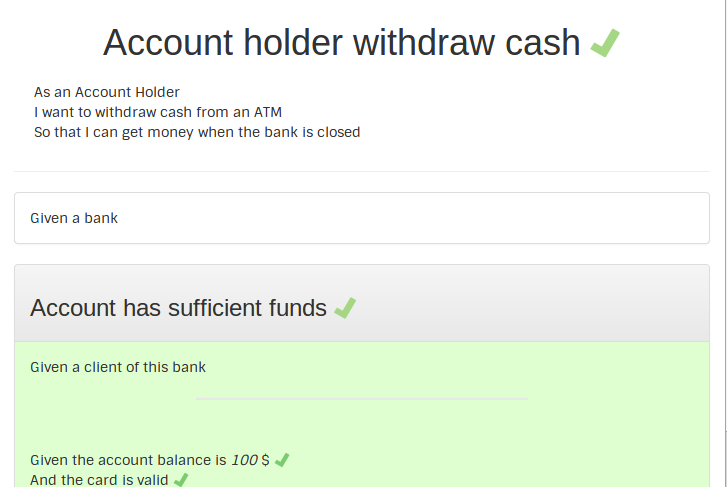 Account holder withdraw cash
As an Account Holder
I want to withdraw cash from an ATM
So that I can get money when the bank is closed
Given a bank
Account has sufficient funds
Given a client of this bank
Given the account balance is 100 $
And the card is valid